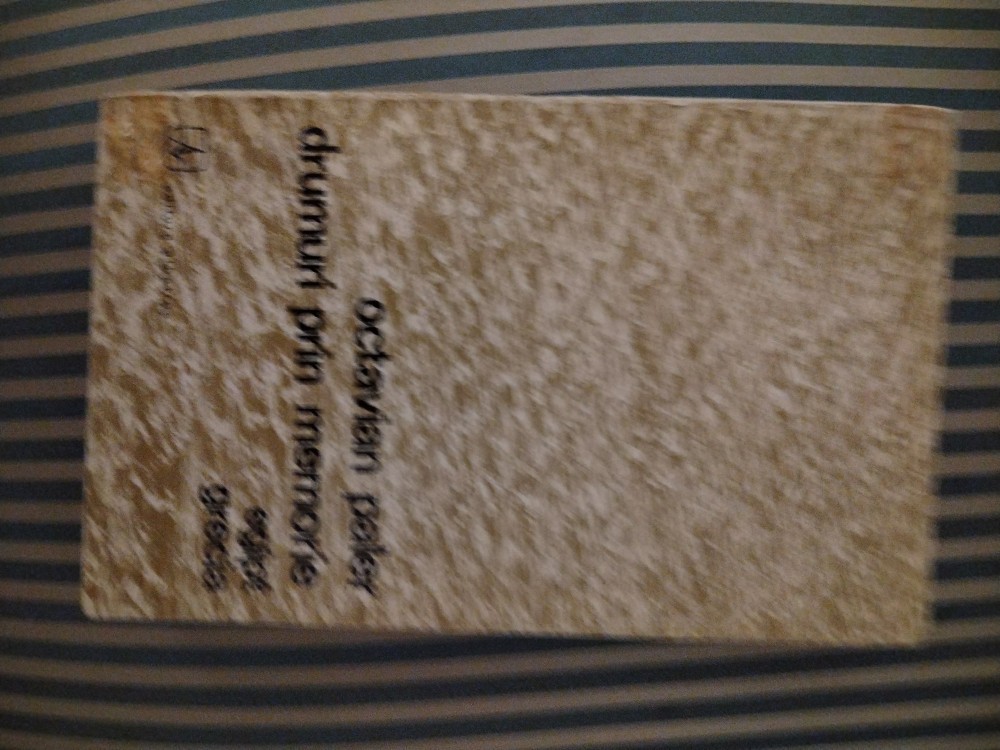 octavian paler
drumuri prin memorie
egipt
grecia